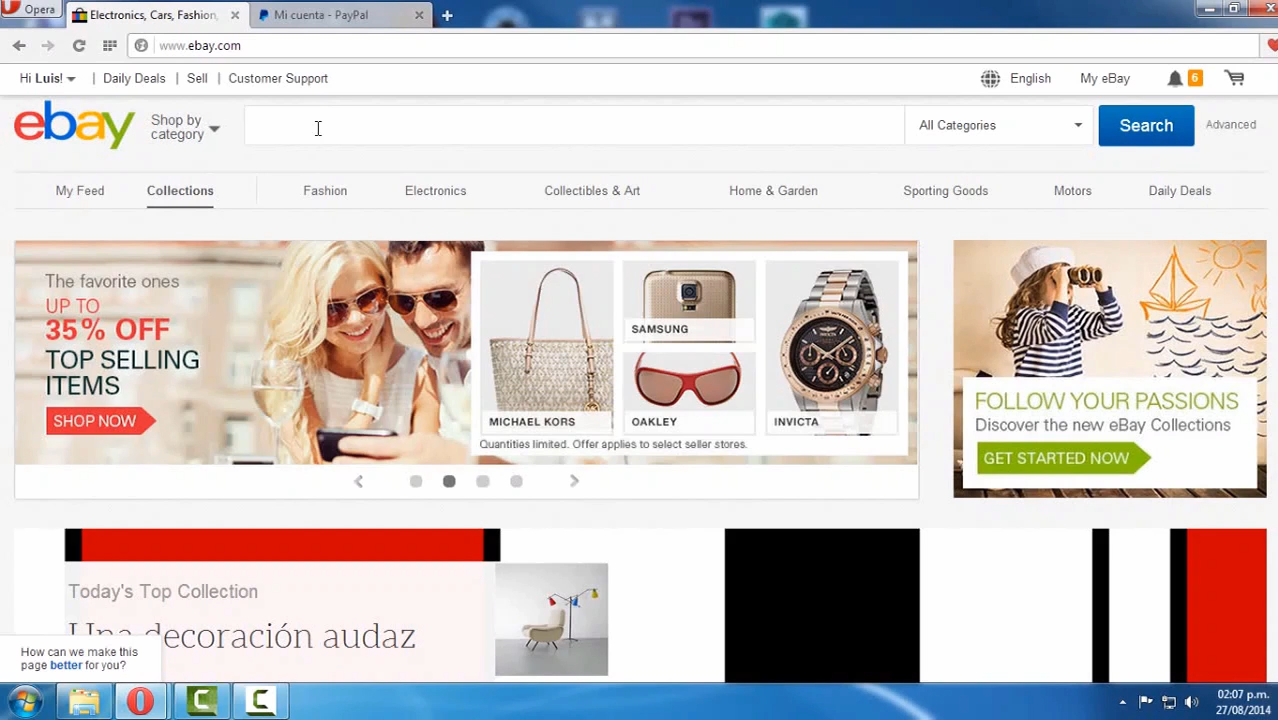 Opera
Electronics, Cars, Fashion,
Mi cuenta - PayPal
www.ebay.com
Hi Luis!
Daily Deals
Sell
Customer Support
English
My eBay
6
ebay
Shop by
category
All Categories
Search
Advanced
My Feed
Collections
Fashion
Electronics
Collectibles & Art
Home & Garden
Sporting Goods
Motors
Daily Deals
The favorite ones
UP TO
35% OFF
TOP SELLING
ITEMS
SHOP NOW
MICHAEL KORS
SAMSUNG
OAKLEY
INVICTA
Quantities limited. Offer applies to select seller stores.
FOLLOW YOUR PASSIONS
Discover the new eBay Collections
GET STARTED NOW
Today's Top Collection
Una decoración audaz
How can we make this
page better for you?
02:07 p.m.
27/08/2014